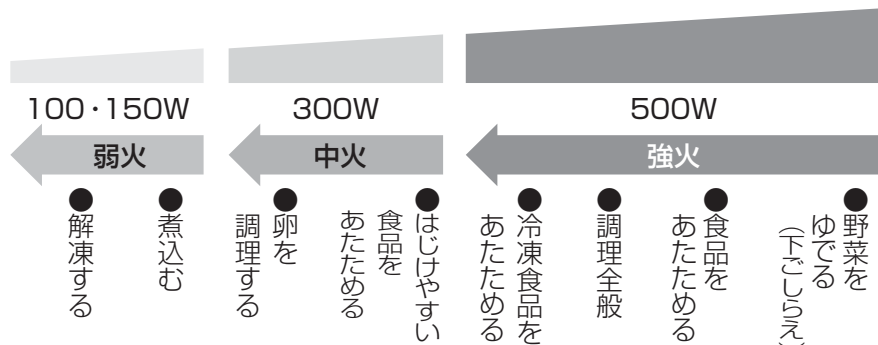 100・150W
300W
500W
弱火
中火
強火
●野菜を
ゆでる
(下ごしらえ)
●食品を
あたためる
●調理全般
●冷凍食品を
あたためる
●はじけやすい
食品を
あたためる
●卵を
調理する
●煮込む
●解凍する